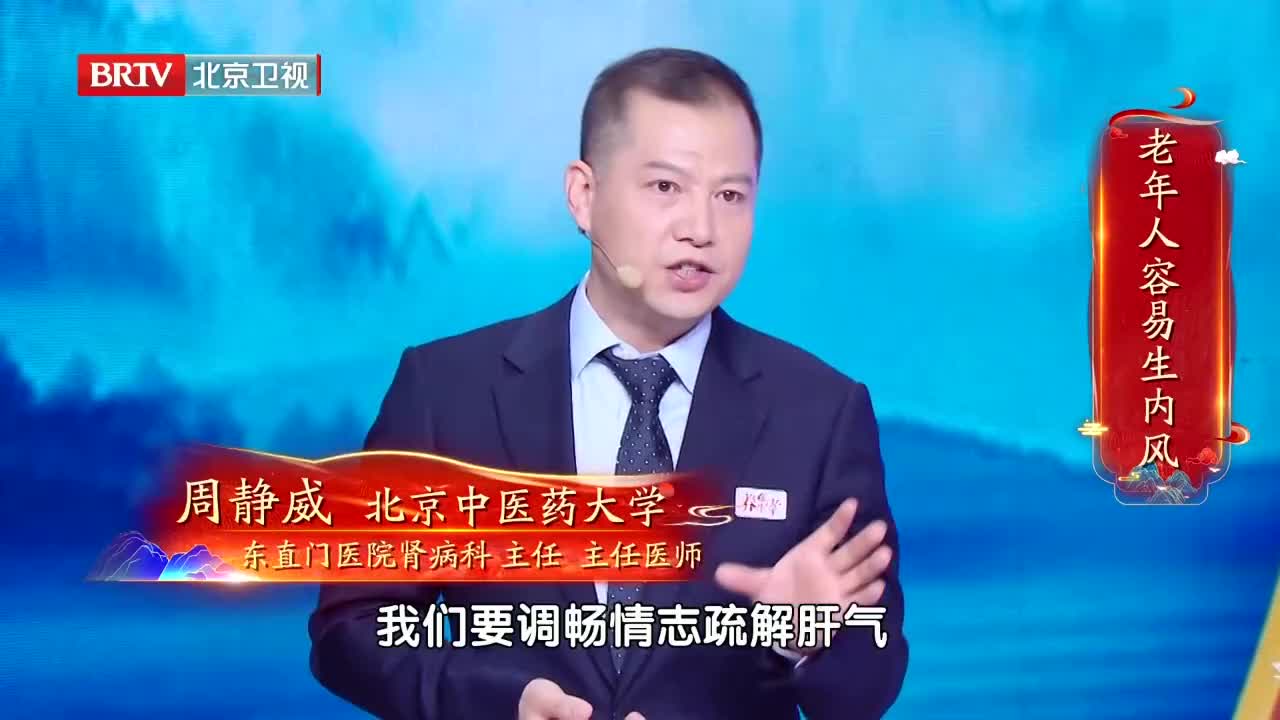 BRTV 北京卫视
老年人容易生内风
周静威 北京中医药大学
东直门医院肾病科 主任 主任医师
我们要调畅情志疏解肝气